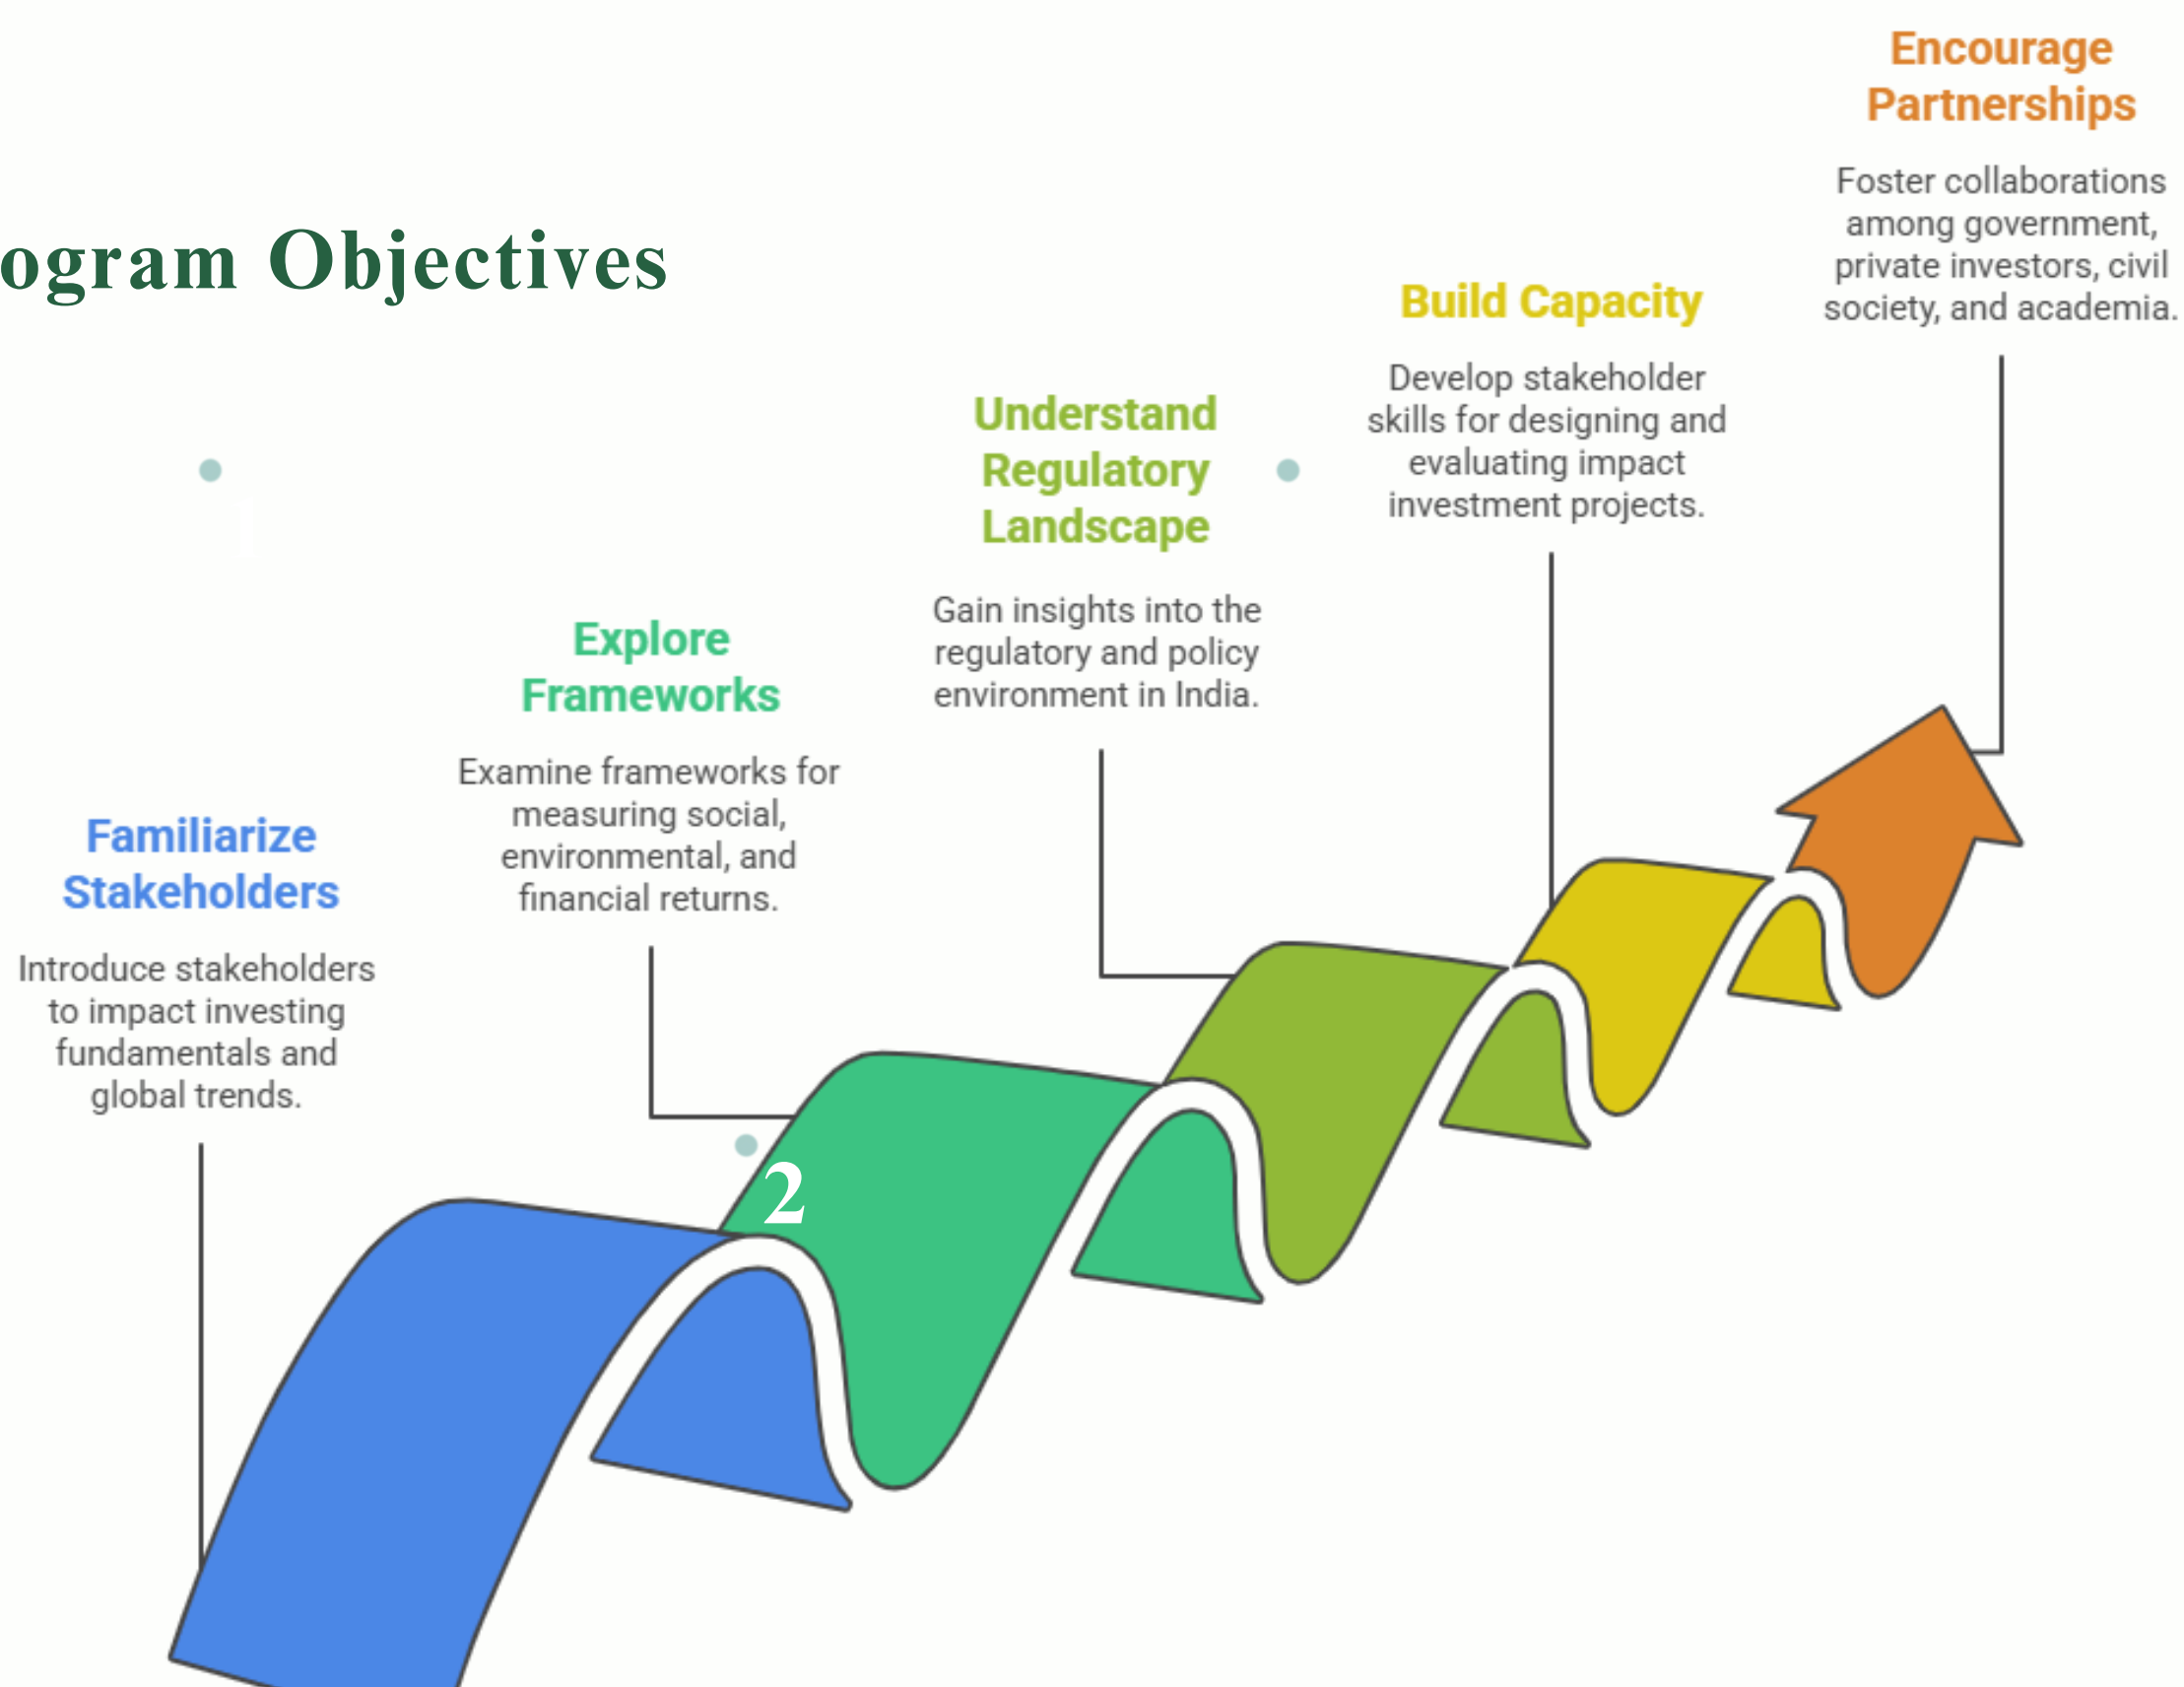 ogram Objectives
1
Familiarize
Stakeholders
Introduce stakeholders
to impact investing
fundamentals and
global trends.
Explore
Frameworks
Examine frameworks for
measuring social,
environmental, and
financial returns.
2
Understand
Regulatory
Landscape
Gain insights into the
regulatory and policy
environment in India.
Build Capacity
Develop stakeholder
skills for designing and
evaluating impact
investment projects.
Encourage
Partnerships
Foster collaborations
among government,
private investors, civil
society, and academia.